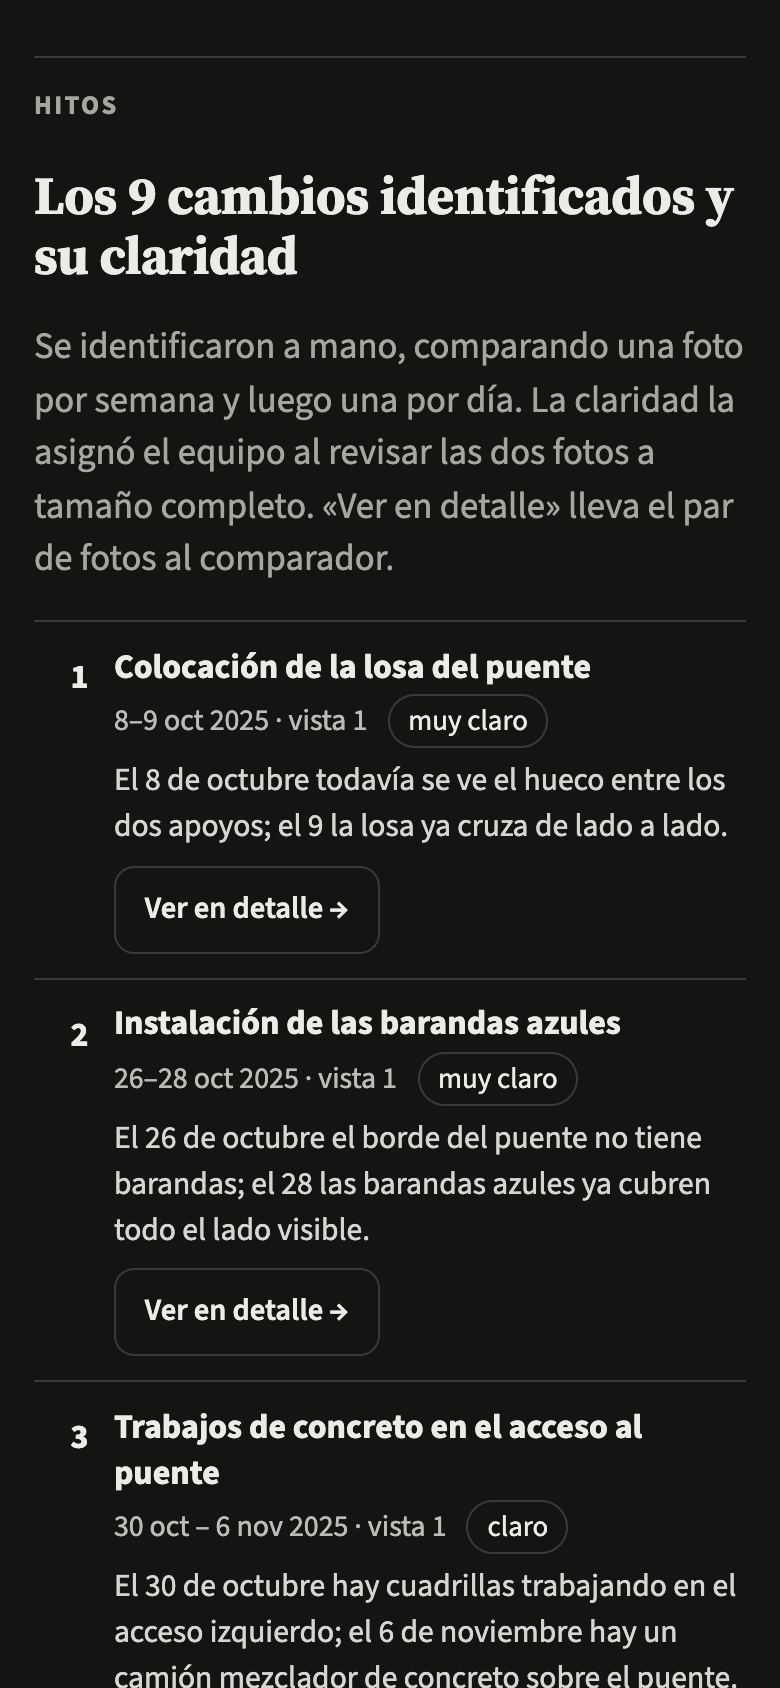 HITOS
Los 9 cambios identificados y
su claridad
Se identificaron a mano, comparando una foto
por semana y luego una por día. La claridad la
asignó el equipo al revisar las dos fotos a
tamaño completo. «Ver en detalle» lleva el par
de fotos al comparador.
1 Colocación de la losa del puente
8–9 oct 2025 · vista 1 muy claro
El 8 de octubre todavía se ve el hueco entre los
dos apoyos; el 9 la losa ya cruza de lado a lado.
Ver en detalle →
2 Instalación de las barandas azules
26–28 oct 2025 · vista 1 muy claro
El 26 de octubre el borde del puente no tiene
barandas; el 28 las barandas azules ya cubren
todo el lado visible.
Ver en detalle →
3 Trabajos de concreto en el acceso al
puente
30 oct – 6 nov 2025 · vista 1 claro
El 30 de octubre hay cuadrillas trabajando en el
acceso izquierdo; el 6 de noviembre hay un
camión mezclador de concreto sobre el puente.